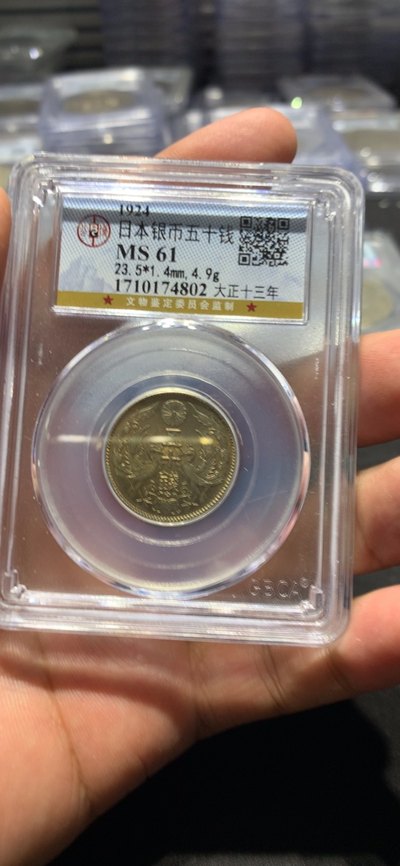 1924
日本银币五十钱
MS 61
23.5*1.4mm, 4.9g
1710174802 大正十三年
★ 文物鉴定委员会监制 ★
GBCA®